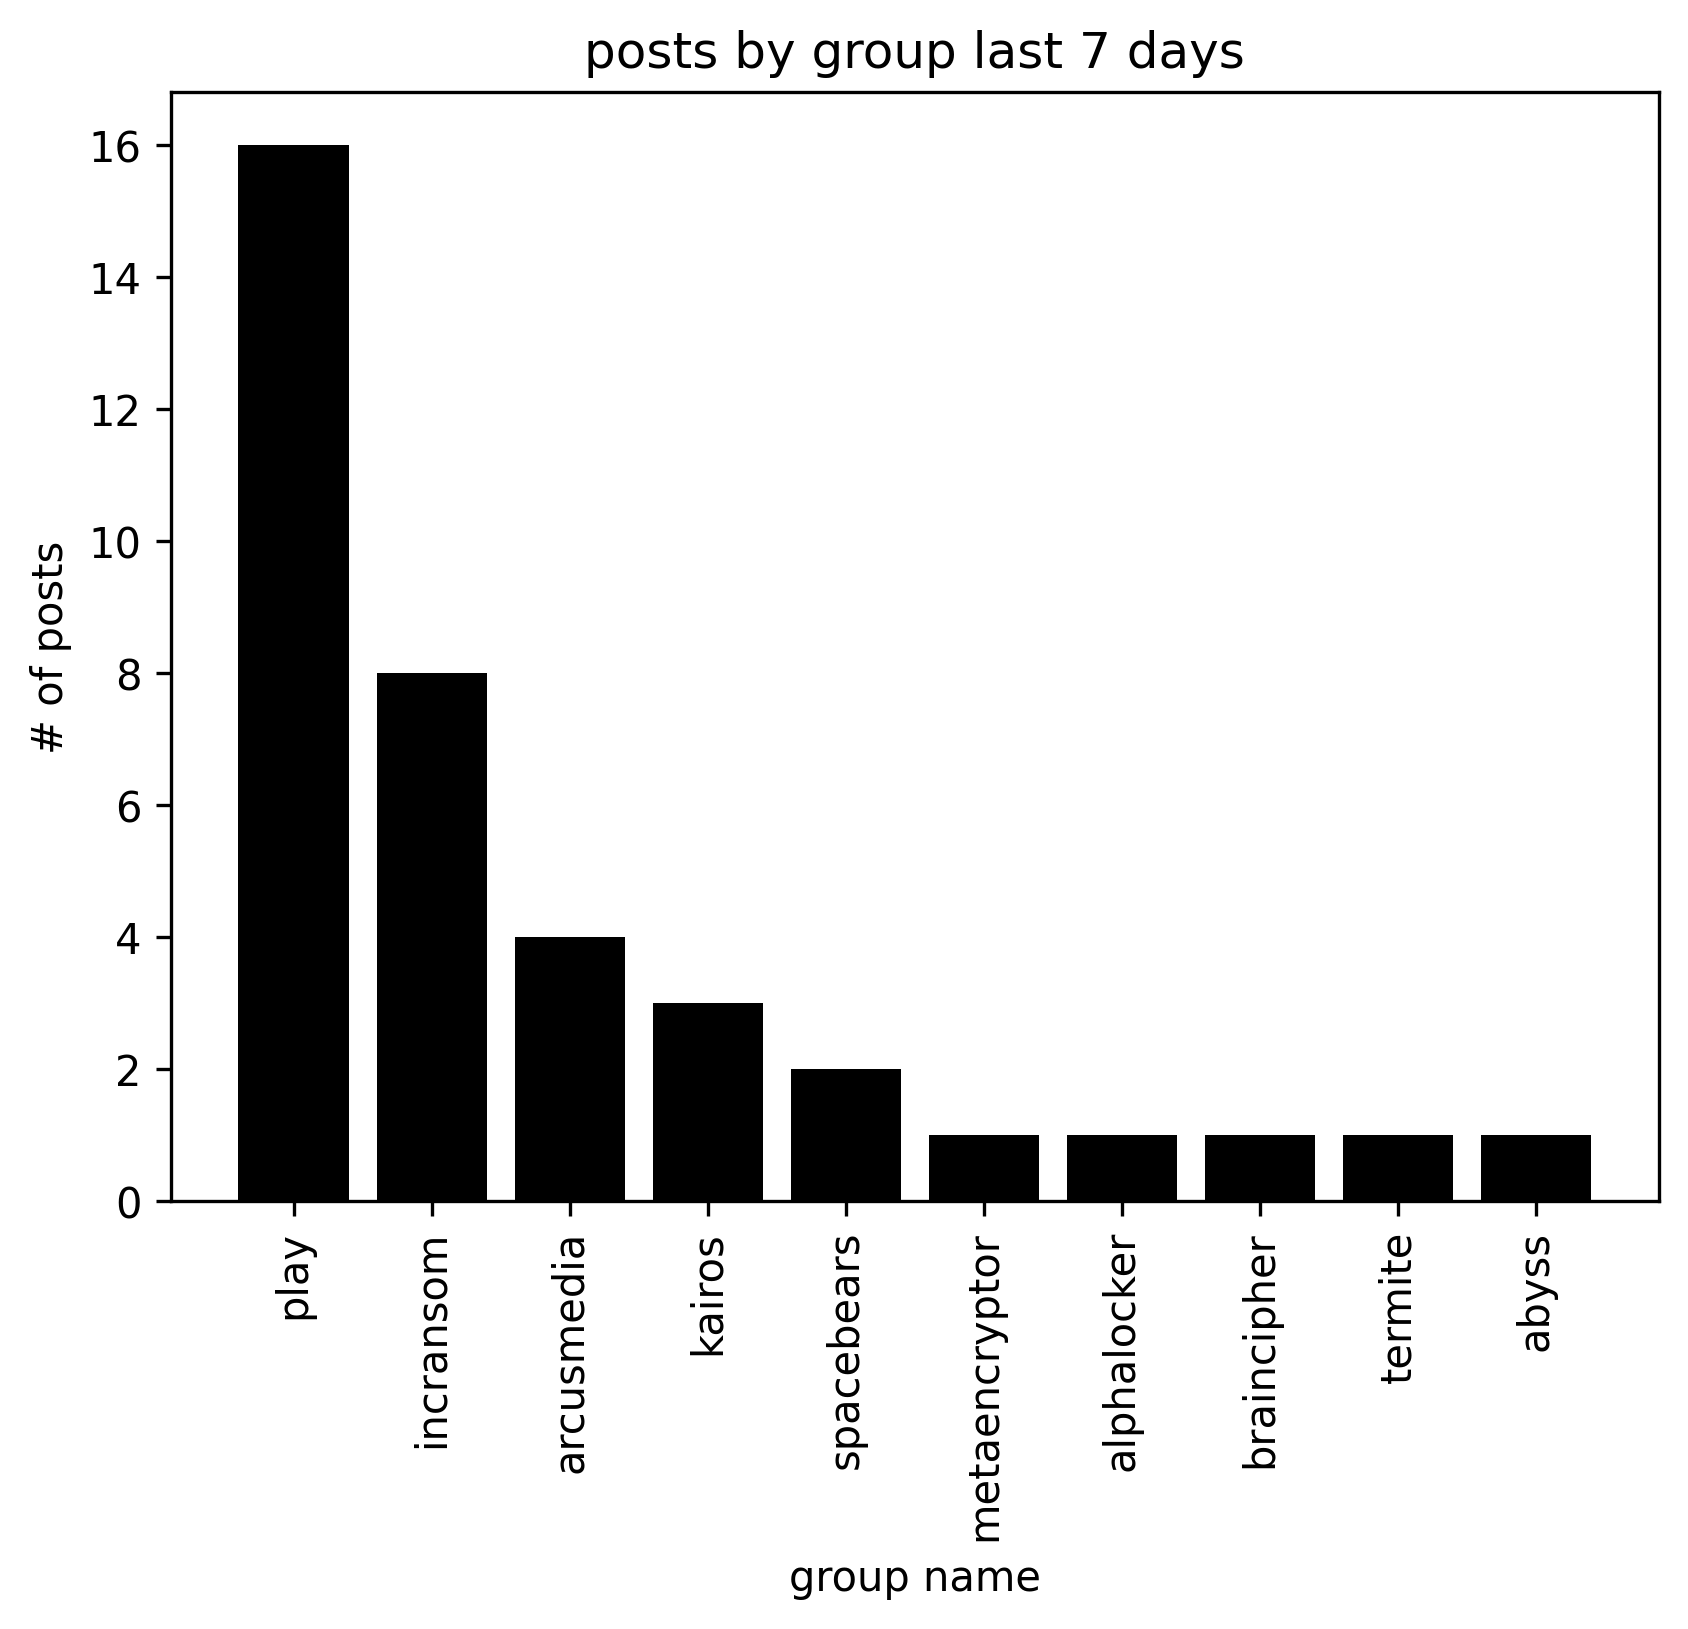 posts by group last 7 days
16
14
12
10
8
6
4
2
0
# of posts
play
incransom
arcusmedia
kairos
spacebears
metaencryptor
alphalocker
braincipher
termite
abyss
group name